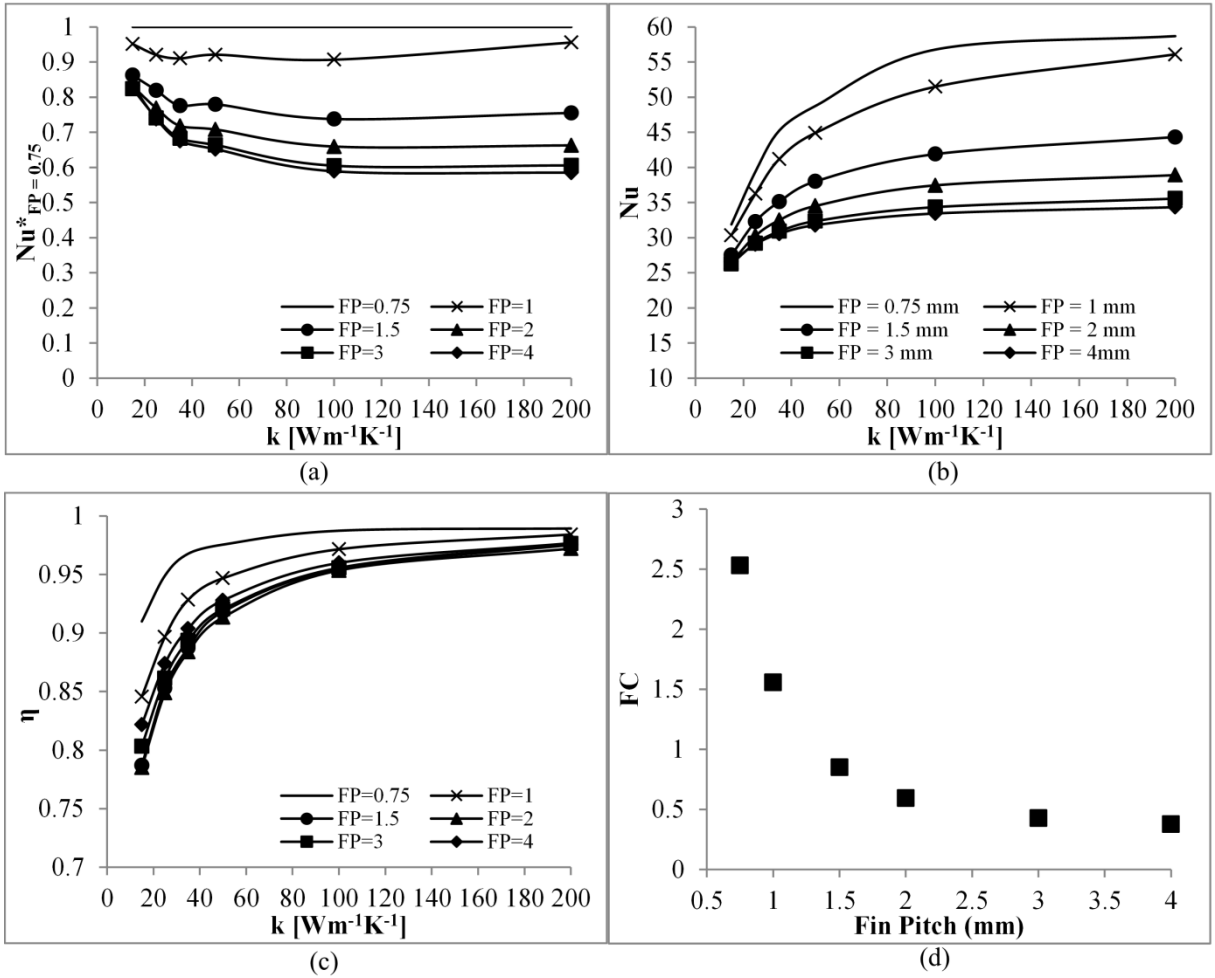 1
0.9
0.8
0.7
0.6
0.5
0.4
0.3
0.2
0.1
0
Nu*FP = 0.75
FP=0.75 FP=1
FP=1.5 FP=2
FP=3 FP=4
0 20 40 60 80 100 120 140 160 180 200
k [Wm-1K-1]
(a)
60
55
50
45
40
35
30
25
20
15
10
Nu
FP = 0.75 mm FP = 1 mm
FP = 1.5 mm FP = 2 mm
FP = 3 mm FP = 4mm
0 20 40 60 80 100 120 140 160 180 200
k [Wm-1K-1]
(b)
1
0.95
0.9
0.85
0.8
0.75
0.7
η
FP=0.75 FP=1
FP=1.5 FP=2
FP=3 FP=4
0 20 40 60 80 100 120 140 160 180 200
k [Wm-1K-1]
(c)
3
2.5
2
1.5
1
0.5
0
FC
0.5 1 1.5 2 2.5 3 3.5 4
Fin Pitch (mm)
(d)